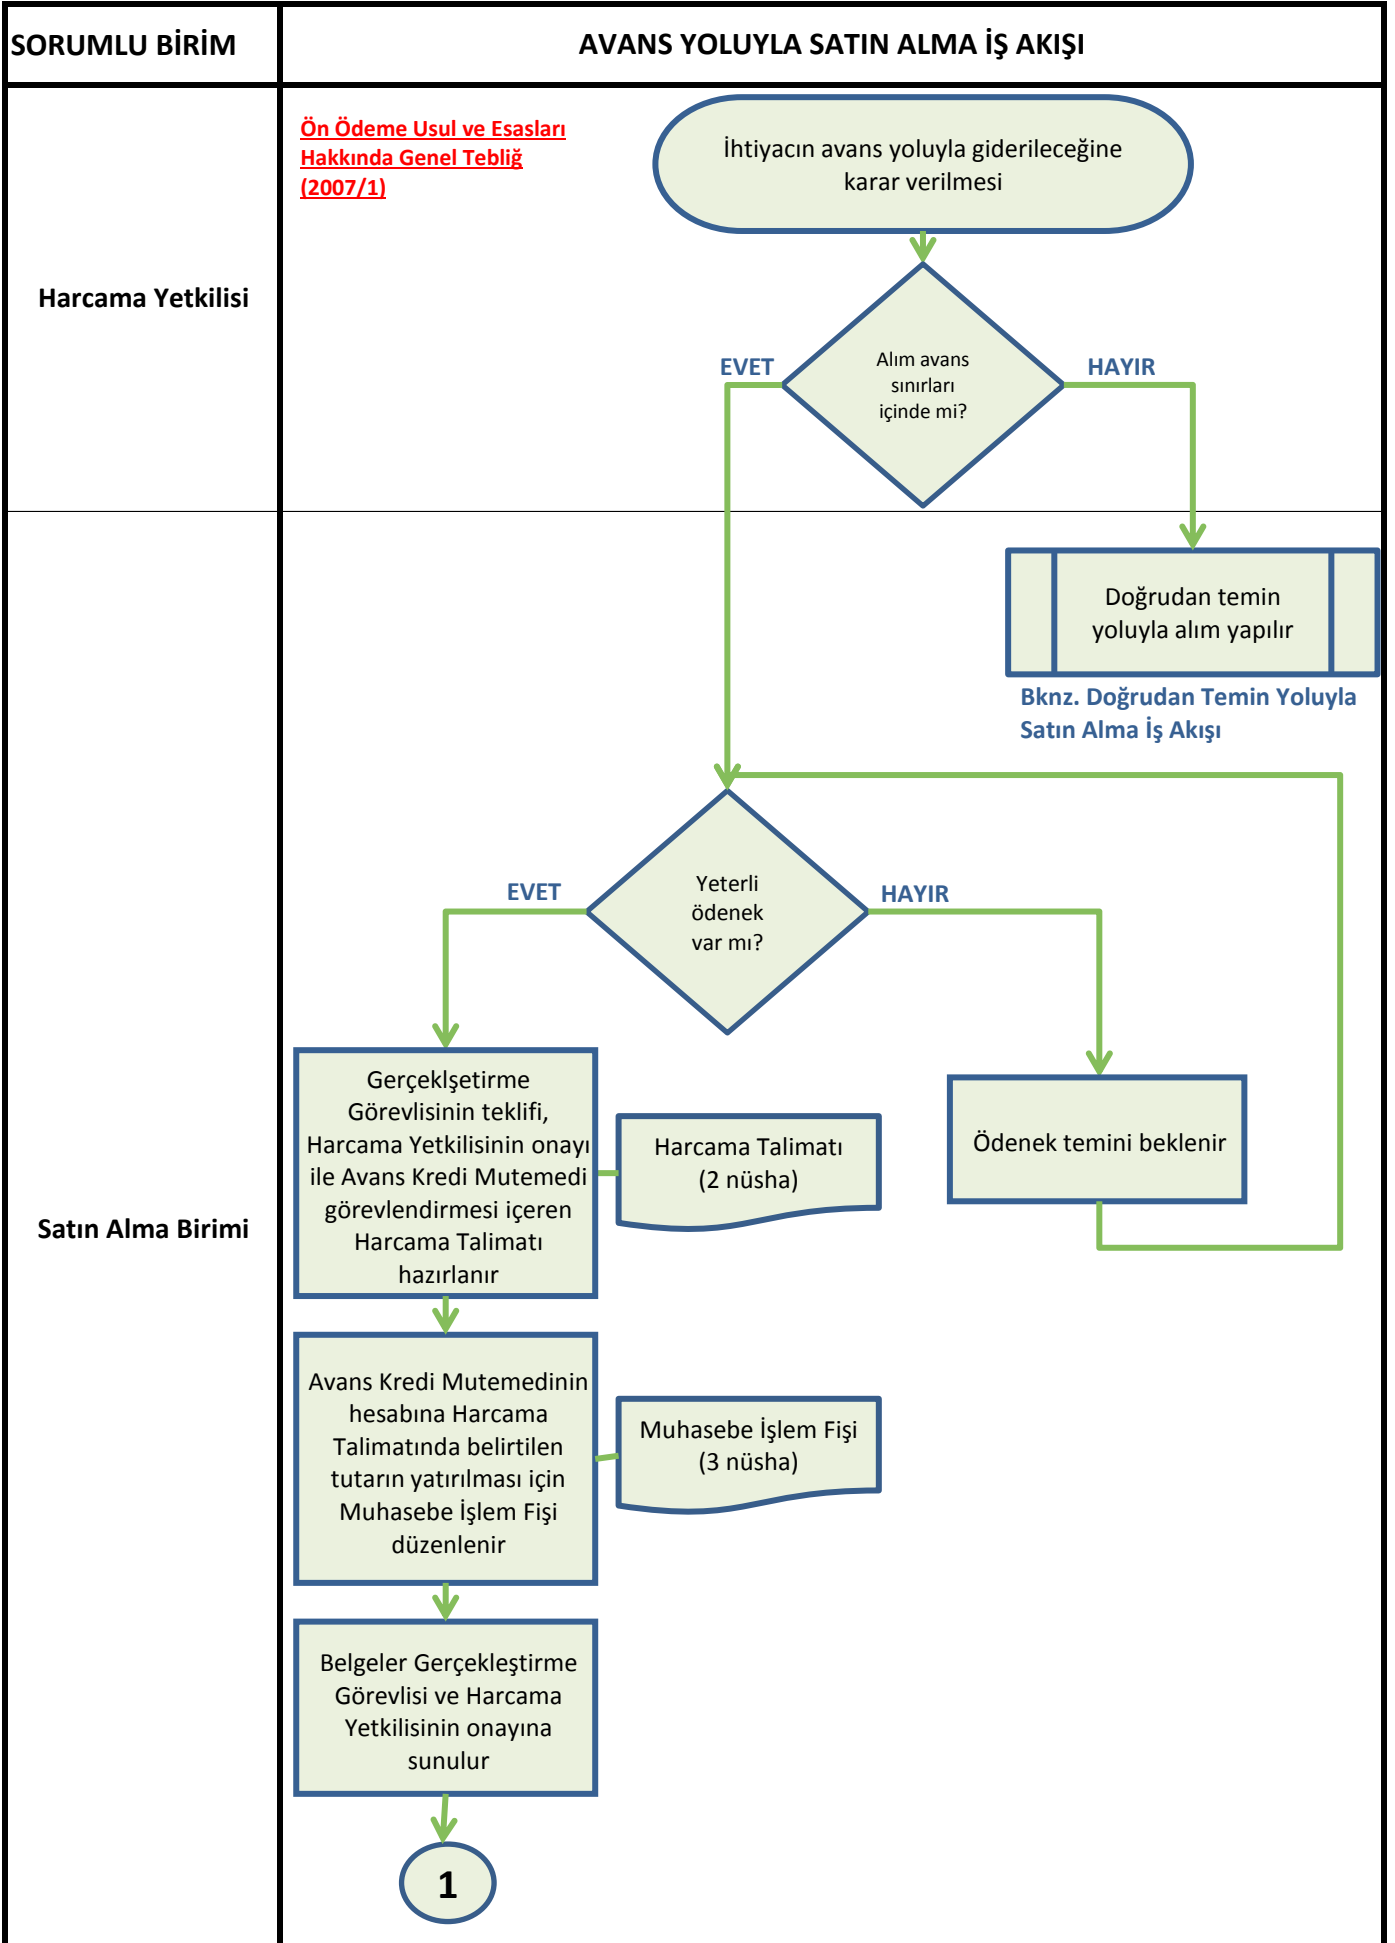 SORUMLU BİRİM
AVANS YOLUYLA SATIN ALMA İŞ AKIŞI
Harcama Yetkilisi
Ön Ödeme Usul ve Esasları
Hakkında Genel Tebliğ
(2007/1)
İhtiyacın avans yoluyla giderileceğine
karar verilmesi
Alım avans
sınırları
içinde mi?
EVET
HAYIR
Doğrudan temin
yoluyla alım yapılır
Bknz. Doğrudan Temin Yoluyla
Satın Alma İş Akışı
Satın Alma Birimi
Yeterli
ödenek
var mı?
EVET
HAYIR
Gerçeklşetirme
Görevlisinin teklifi,
Harcama Yetkilisinin onayı
ile Avans Kredi Mutemedi
görevlendirmesi içeren
Harcama Talimatı
hazırlanır
Harcama Talimatı
(2 nüsha)
Ödenek temini beklenir
Avans Kredi Mutemedinin
hesabına Harcama
Talimatında belirtilen
tutarın yatırılması için
Muhasebe İşlem Fişi
düzenlenir
Muhasebe İşlem Fişi
(3 nüsha)
Belgeler Gerçekleştirme
Görevlisi ve Harcama
Yetkilisinin onayına
sunulur
1